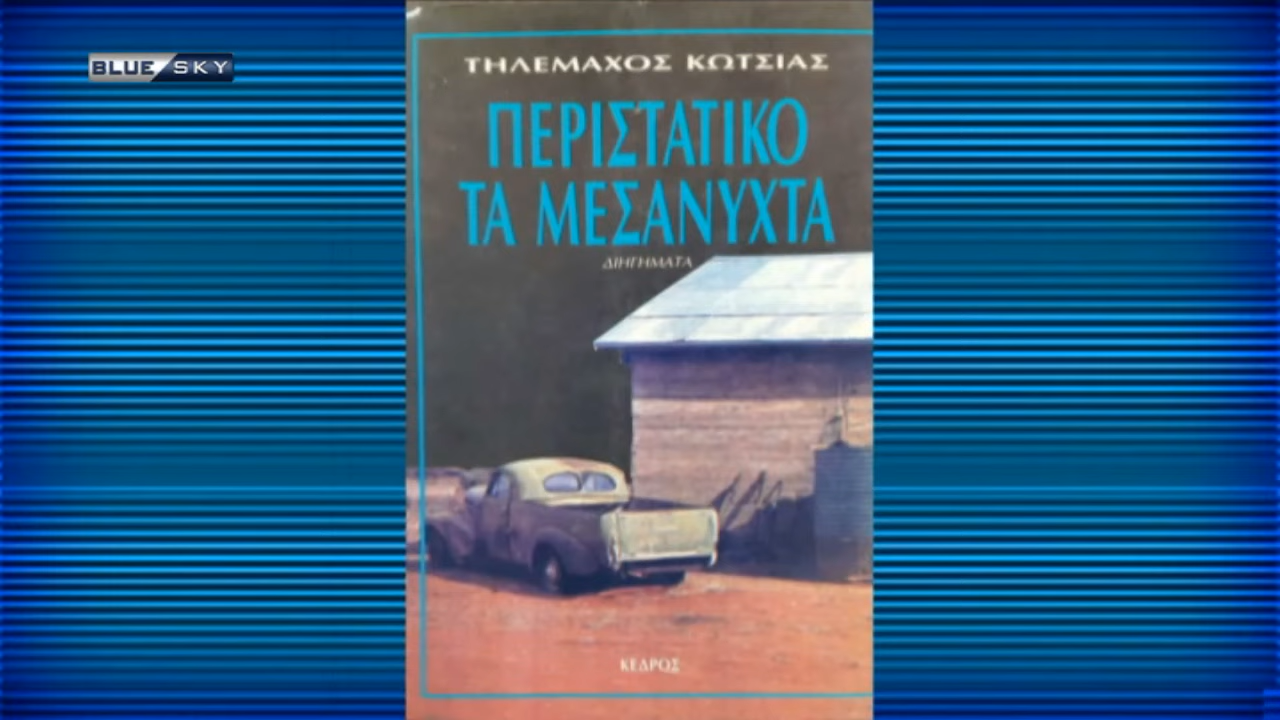 BLUE SKY
ΤΗΛΕΜΑΧΟΣ ΚΩΤΣΙΑΣ
ΠΕΡΙΣΤΑΤΙΚΟ
ΤΑ ΜΕΣΑΝΥΧΤΑ
ΔΙΗΓΗΜΑΤΑ
ΚΕΔΡΟΣ